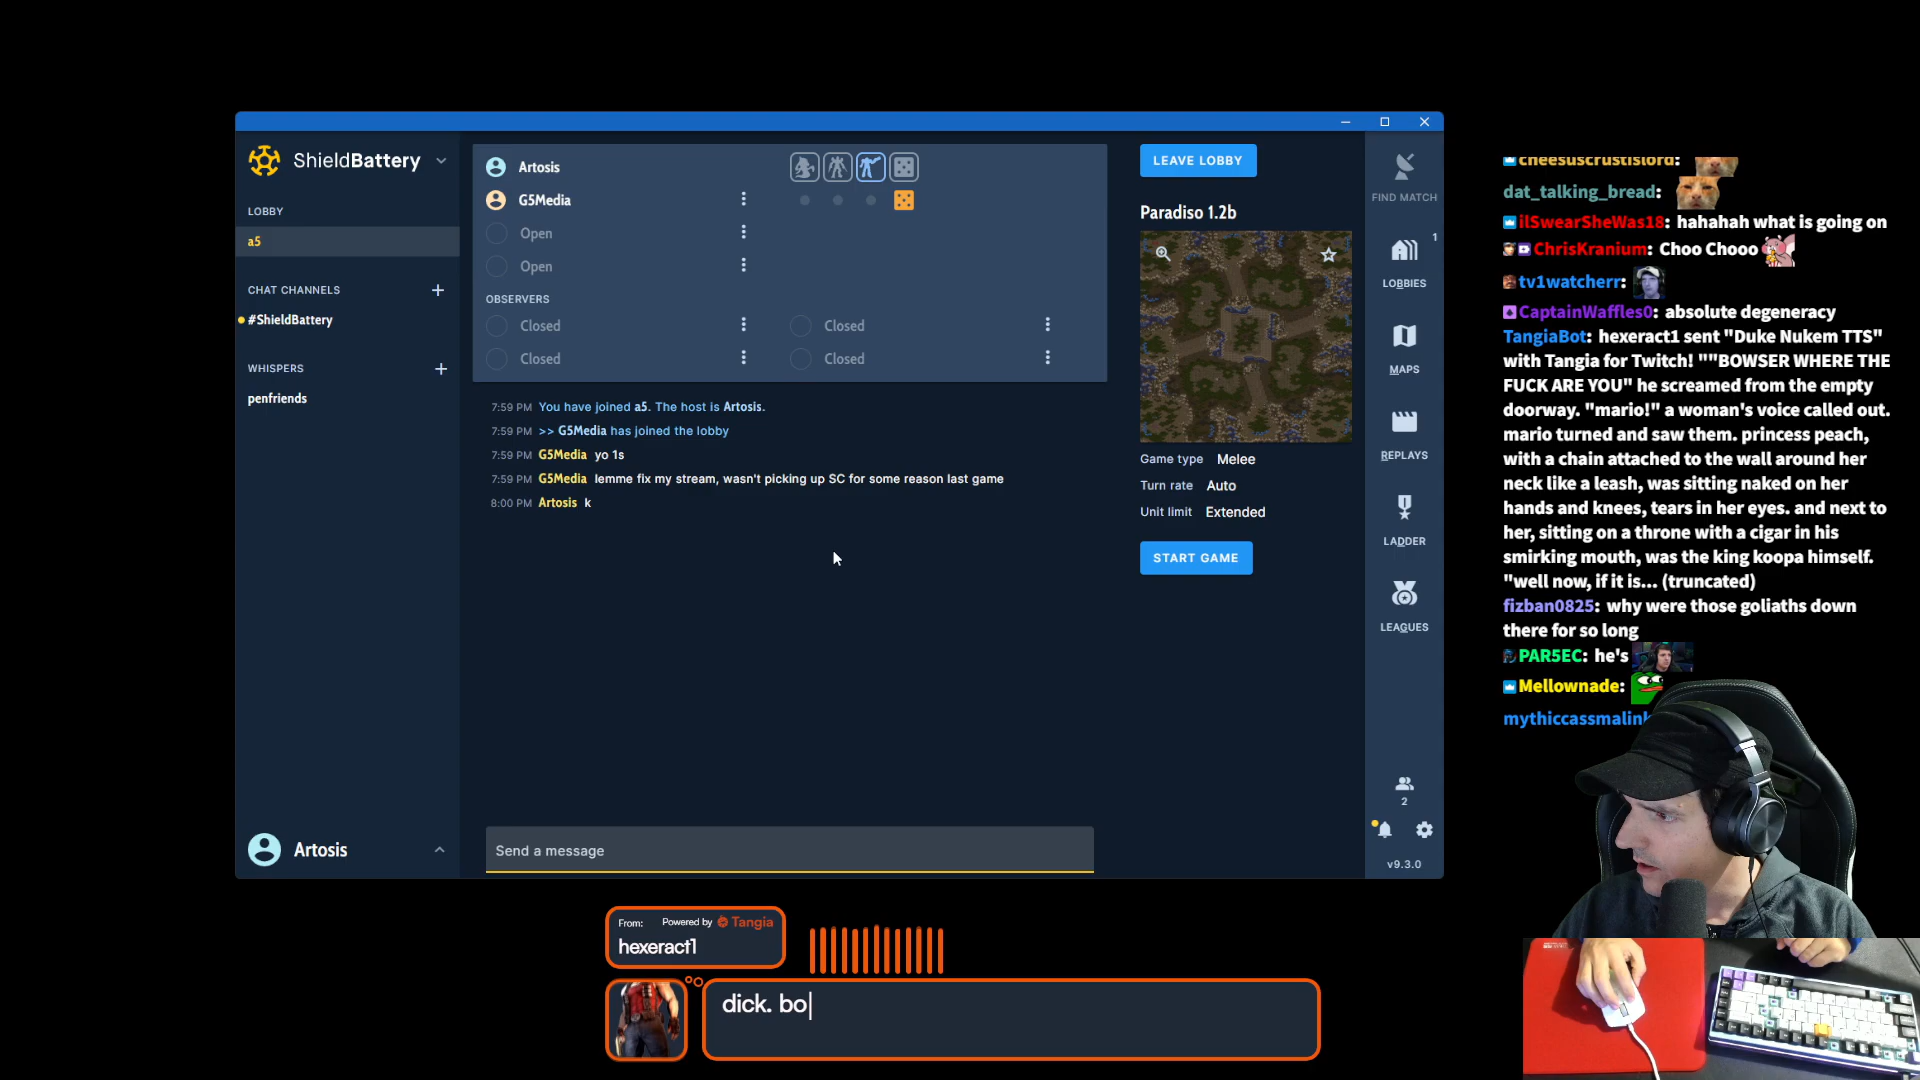 ShieldBattery
LOBBY
a5
CHAT CHANNELS
#ShieldBattery
WHISPERS
penfriends
Artosis
Artosis
G5Media
Open
Open
OBSERVERS
Closed
Closed
Closed
Closed
7:59 PM You have joined a5. The host is Artosis.
7:59 PM >> G5Media has joined the lobby
7:59 PM G5Media yo 1s
7:59 PM G5Media lemme fix my stream, wasn't picking up SC for some reason last game
8:00 PM Artosis k
Send a message
LEAVE LOBBY
Paradiso 1.2b
Game type Melee
Turn rate Auto
Unit limit Extended
START GAME
FIND MATCH
1
LOBBIES
MAPS
REPLAYS
LADDER
LEAGUES
2
v9.3.0
cheesuscrustislord:
dat_talking_bread:
ilSwearSheWas18: hahahah what is going on
ChrisKranium: Choo Chooo
tv1watcherr:
CaptainWaffles0: absolute degeneracy
TangiaBot: hexeract1 sent "Duke Nukem TTS"
with Tangia for Twitch! ""BOWSER WHERE THE
FUCK ARE YOU" he screamed from the empty
doorway. "mario!" a woman's voice called out.
mario turned and saw them. princess peach,
with a chain attached to the wall around her
neck like a leash, was sitting naked on her
hands and knees, tears in her eyes. and next to
her, sitting on a throne with a cigar in his
smirking mouth, was the king koopa himself.
"well now, if it is... (truncated)
fizban0825: why were those goliaths down
there for so long
PAR5EC: he's
Mellownade:
From: Powered by Tangia
hexeract1
dick. bo